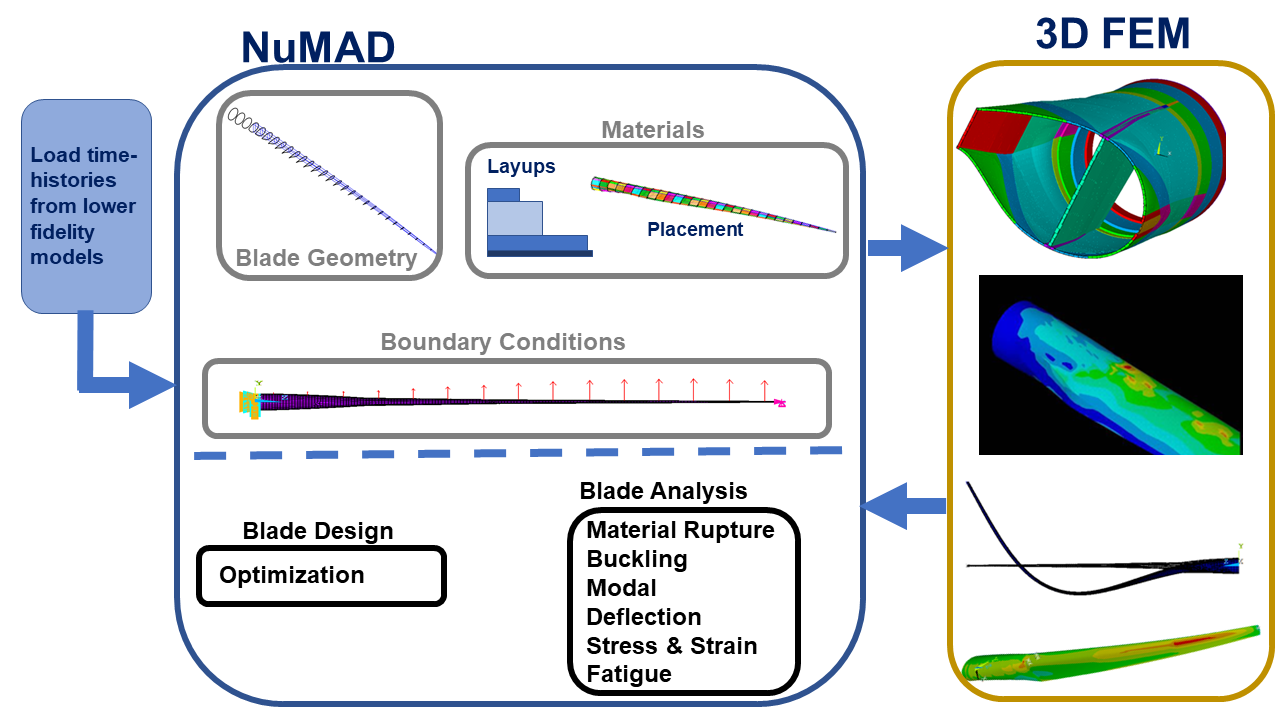 NuMAD
3D FEM
Load time-
histories
from lower
fidelity
models
Blade Geometry
Materials
Layups
Placement
Boundary Conditions
Blade Design
Optimization
Blade Analysis
Material Rupture
Buckling
Modal
Deflection
Stress & Strain
Fatigue